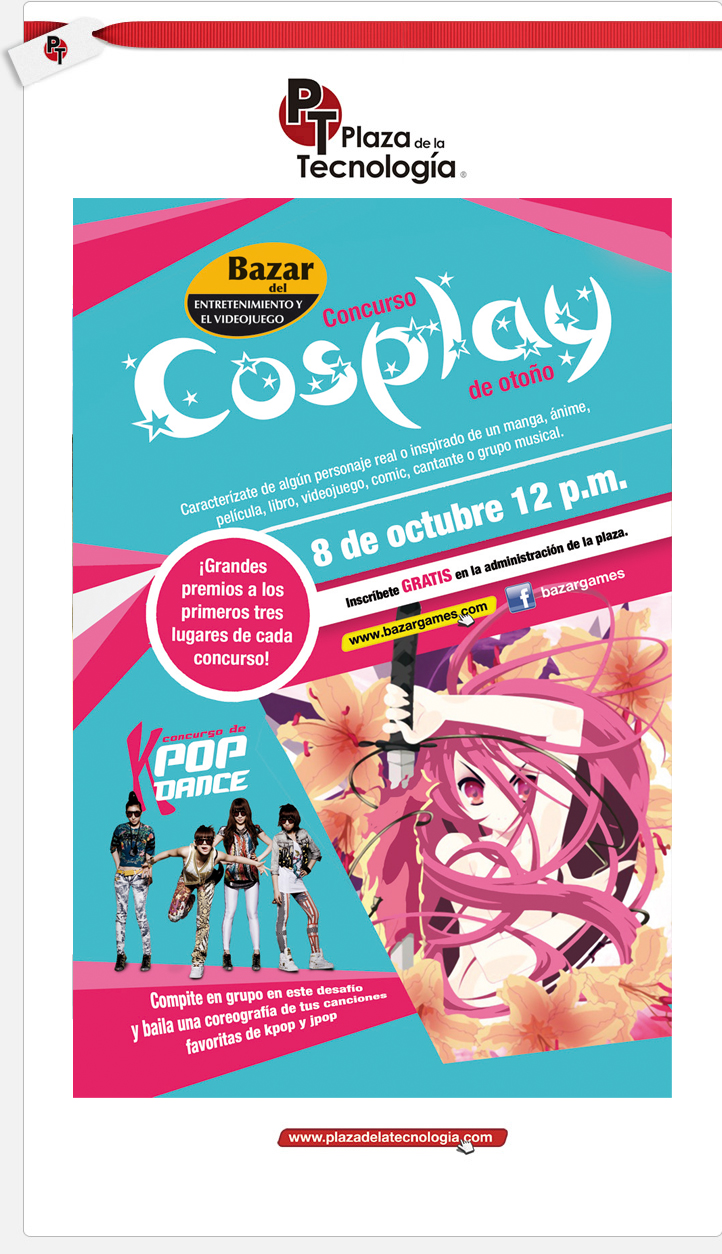 PT
PT
Plaza de la
Tecnología ®
Bazar
del
ENTRETENIMIENTO Y
EL VIDEOJUEGO
Concurso
Cosplay
de otoño
Caracterízate de algún personaje real o inspirado de un manga, ánime,
película, libro, videojuego, comic, cantante o grupo musical.
8 de octubre 12 p.m.
¡Grandes
premios a los
primeros tres
lugares de cada
concurso!
Inscríbete GRATIS en la administración de la plaza.
www.bazargames.com
f bazargames
concurso de
KPOP
DANCE
Compite en grupo en este desafío
y baila una coreografía de tus canciones
favoritas de kpop y jpop
www.plazadelatecnologia.com